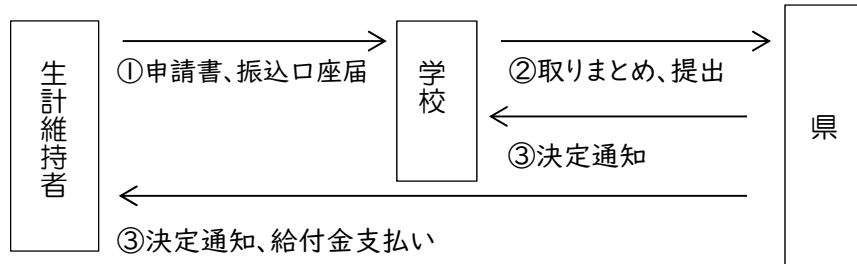 生計維持者
①申請書、振込口座届
学校
②取りまとめ、提出
③決定通知
県
③決定通知、給付金支払い